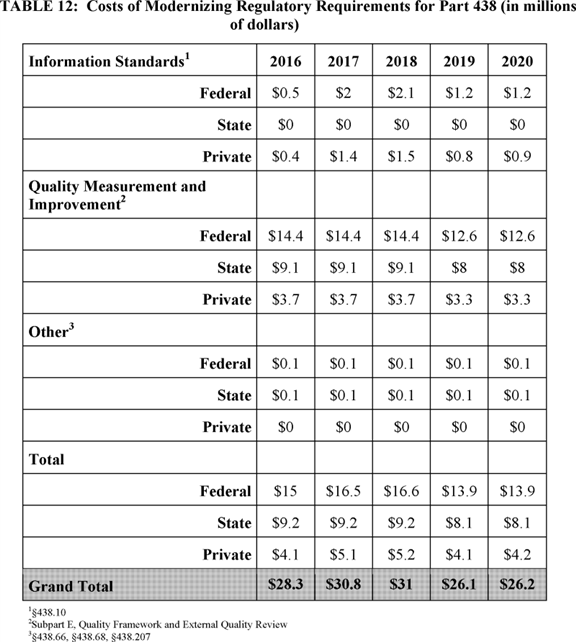 TABLE 12: Costs of Modernizing Regulatory Requirements for Part 438 (in millions
of dollars)
Information Standards¹ 2016 2017 2018 2019 2020
Federal $0.5 $2 $2.1 $1.2 $1.2
State $0 $0 $0 $0 $0
Private $0.4 $1.4 $1.5 $0.8 $0.9
Quality Measurement and
Improvement²
Federal $14.4 $14.4 $14.4 $12.6 $12.6
State $9.1 $9.1 $9.1 $8 $8
Private $3.7 $3.7 $3.7 $3.3 $3.3
Other³
Federal $0.1 $0.1 $0.1 $0.1 $0.1
State $0.1 $0.1 $0.1 $0.1 $0.1
Private $0 $0 $0 $0 $0
Total
Federal $15 $16.5 $16.6 $13.9 $13.9
State $9.2 $9.2 $9.2 $8.1 $8.1
Private $4.1 $5.1 $5.2 $4.1 $4.2
Grand Total $28.3 $30.8 $31 $26.1 $26.2
¹§438.10
²Subpart E, Quality Framework and External Quality Review
³§438.66, §438.68, §438.207